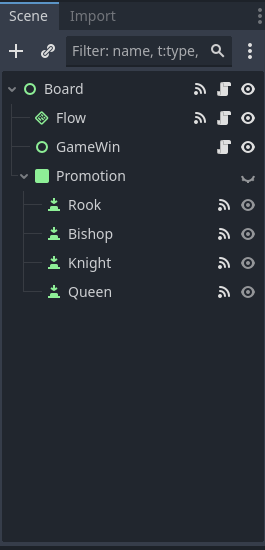 Scene Import
Filter: name, t:type,
Board
Flow
GameWin
Promotion
Rook
Bishop
Knight
Queen